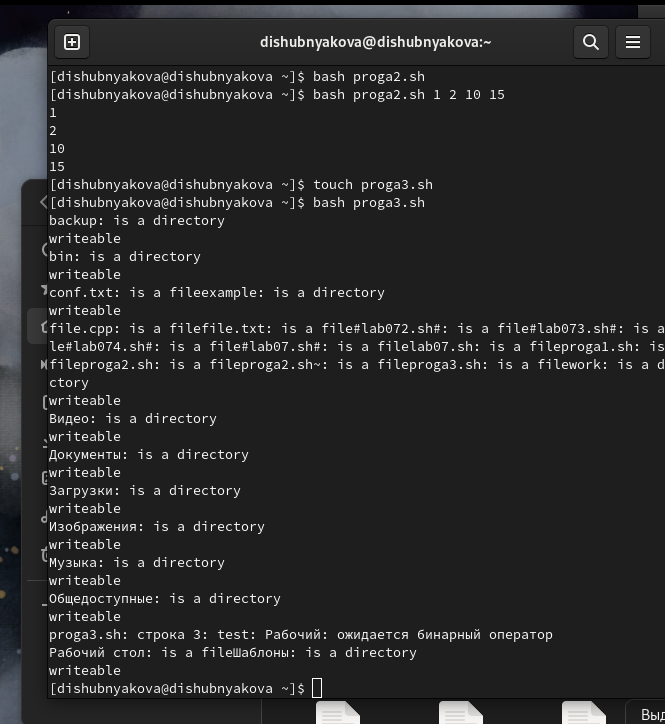 dishubnyakova@dishubnyakova:~
[dishubnyakova@dishubnyakova ~]$ bash proga2.sh
[dishubnyakova@dishubnyakova ~]$ bash proga2.sh 1 2 10 15
1
2
10
15
[dishubnyakova@dishubnyakova ~]$ touch proga3.sh
[dishubnyakova@dishubnyakova ~]$ bash proga3.sh
backup: is a directory
writeable
bin: is a directory
writeable
conf.txt: is a fileexample: is a directory
writeable
file.cpp: is a filefile.txt: is a file#lab072.sh#: is a file#lab073.sh#: is a
le#lab074.sh#: is a file#lab07.sh#: is a filelab07.sh: is a fileproga1.sh: is
fileproga2.sh: is a fileproga2.sh~: is a fileproga3.sh: is a filework: is a d
ctory
writeable
Видео: is a directory
writeable
Документы: is a directory
writeable
Загрузки: is a directory
writeable
Изображения: is a directory
writeable
Музыка: is a directory
writeable
Общедоступные: is a directory
writeable
proga3.sh: строка 3: test: Рабочий: ожидается бинарный оператор
Рабочий стол: is a fileШаблоны: is a directory
writeable
[dishubnyakova@dishubnyakova ~]$